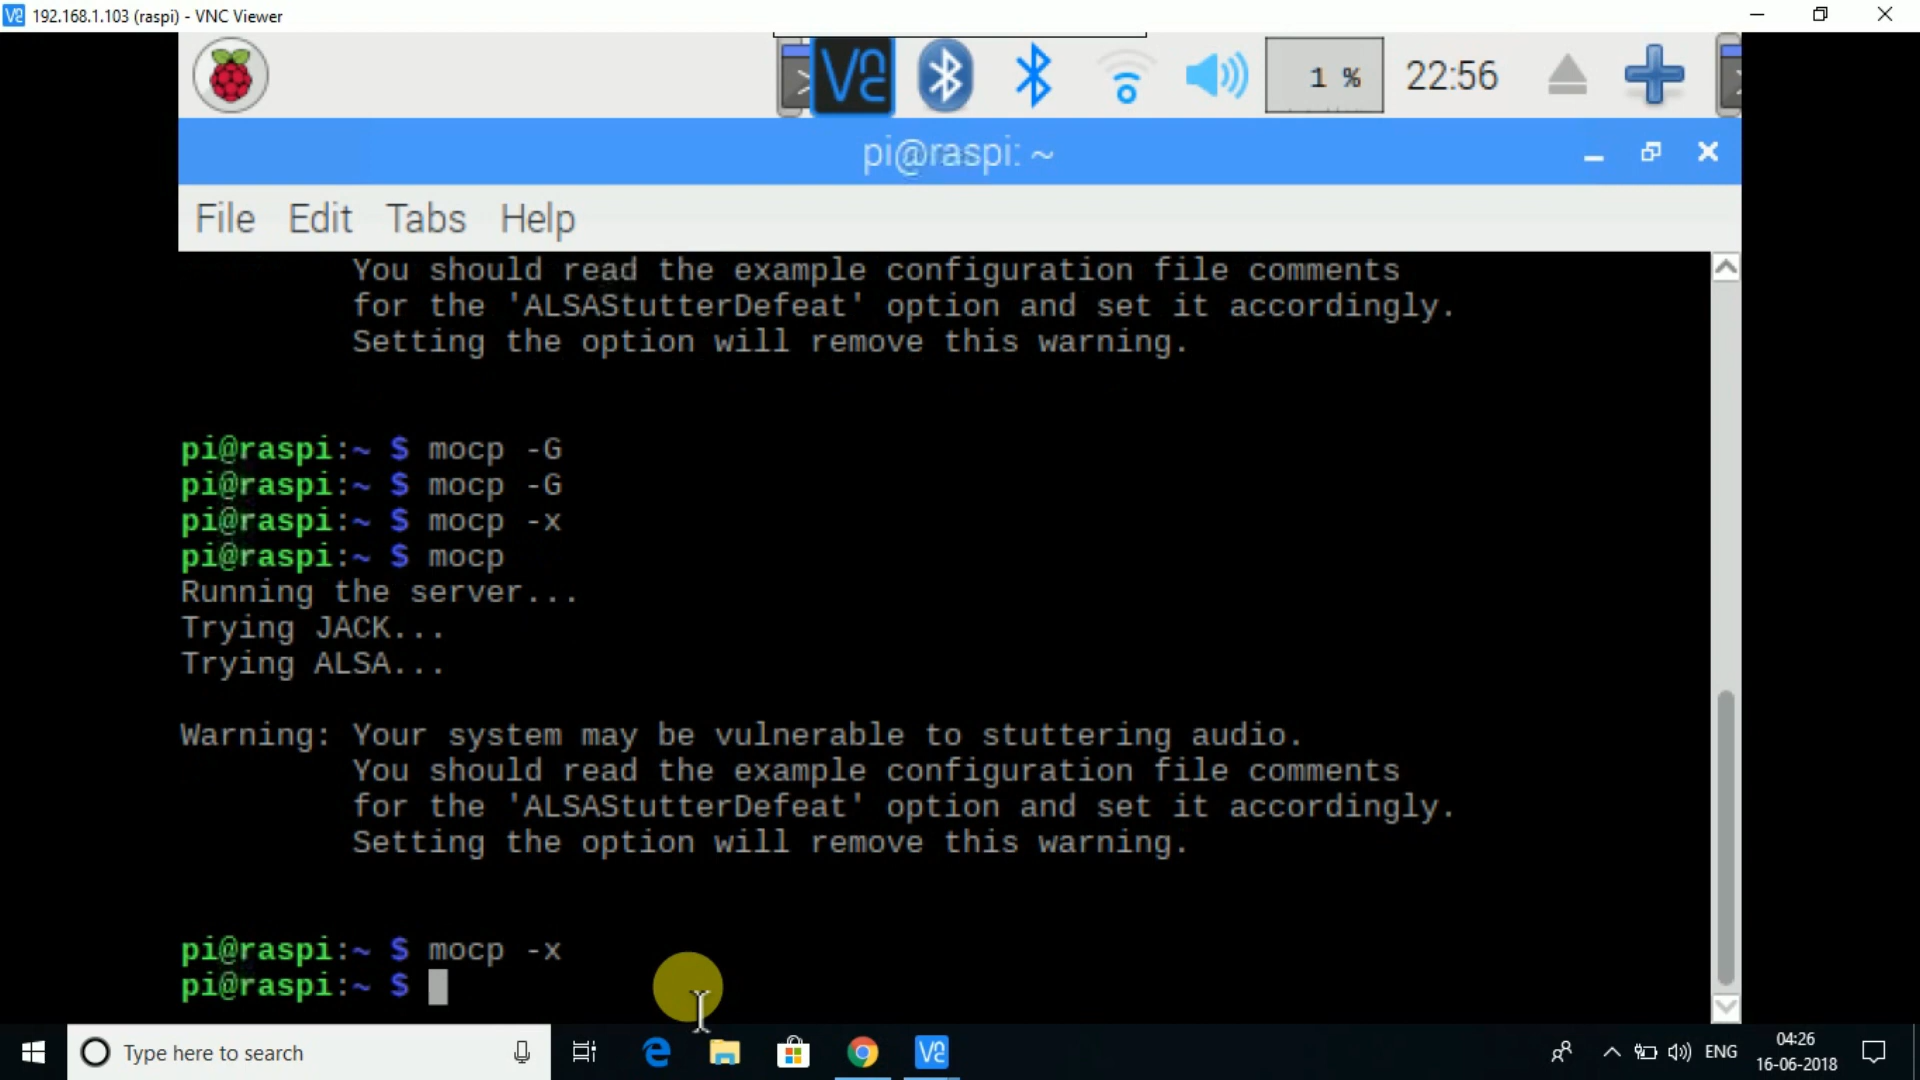 192.168.1.103 (raspi) - VNC Viewer
1 %
22:56
pi@raspi: ~
File Edit Tabs Help
You should read the example configuration file comments
for the 'ALSAStutterDefeat' option and set it accordingly.
Setting the option will remove this warning.
pi@raspi:~ $ mocp -G
pi@raspi:~ $ mocp -G
pi@raspi:~ $ mocp -x
pi@raspi:~ $ mocp
Running the server...
Trying JACK...
Trying ALSA...
Warning: Your system may be vulnerable to stuttering audio.
You should read the example configuration file comments
for the 'ALSAStutterDefeat' option and set it accordingly.
Setting the option will remove this warning.
pi@raspi:~ $ mocp -x
pi@raspi:~ $
Type here to search
ENG
04:26
16-06-2018